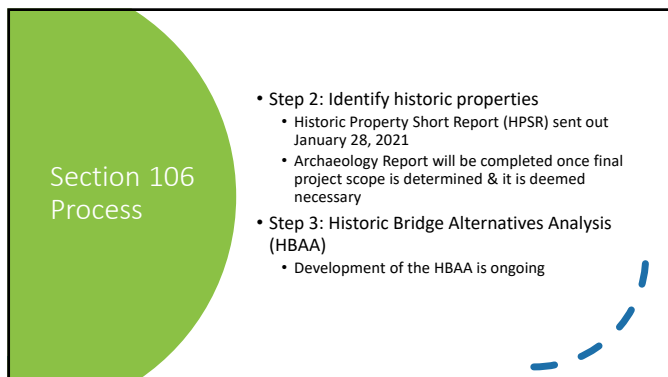 Section 106
Process
• Step 2: Identify historic properties
• Historic Property Short Report (HPSR) sent out
January 28, 2021
• Archaeology Report will be completed once final
project scope is determined & it is deemed
necessary
• Step 3: Historic Bridge Alternatives Analysis
(HBAA)
• Development of the HBAA is ongoing